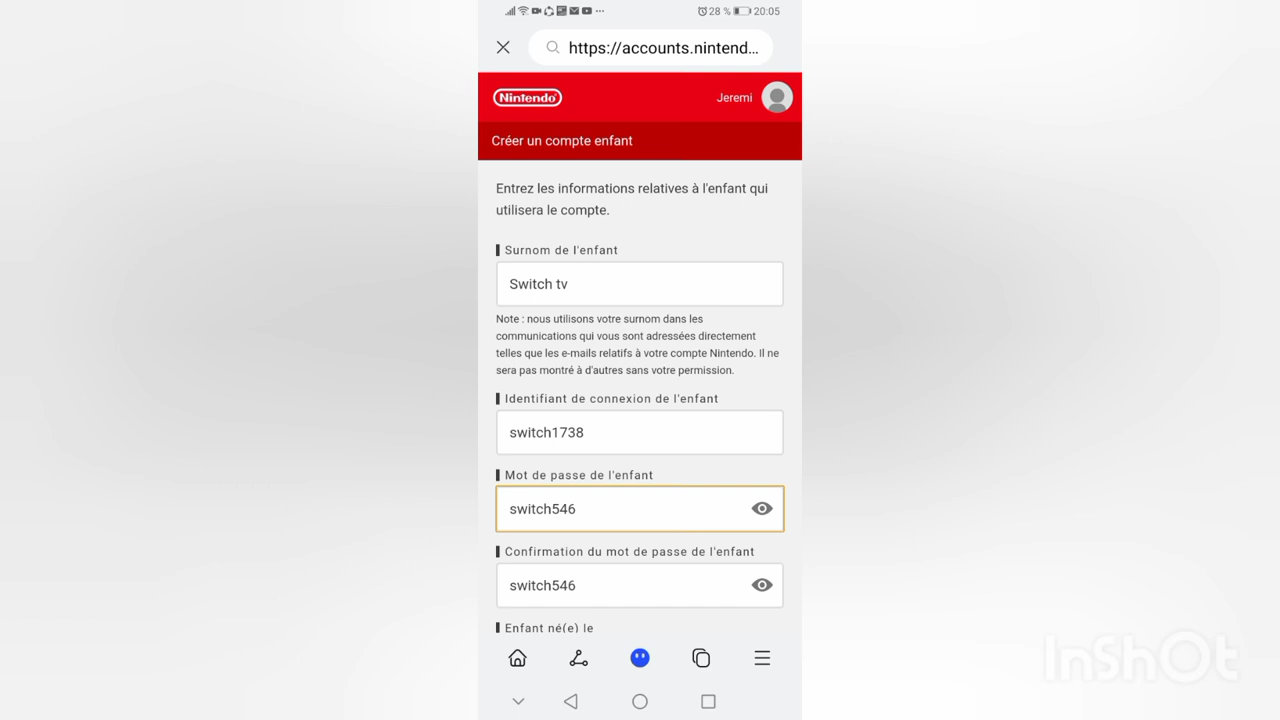 28 % 20:05
https://accounts.nintend...
Nintendo
Jeremi
Créer un compte enfant
Entrez les informations relatives à l'enfant qui
utilisera le compte.
Surnom de l'enfant
Switch tv
Note : nous utilisons votre surnom dans les
communications qui vous sont adressées directement
telles que les e-mails relatifs à votre compte Nintendo. Il ne
sera pas montré à d'autres sans votre permission.
Identifiant de connexion de l'enfant
switch1738
Mot de passe de l'enfant
switch546
Confirmation du mot de passe de l'enfant
switch546
Enfant né(e) le
InShOt